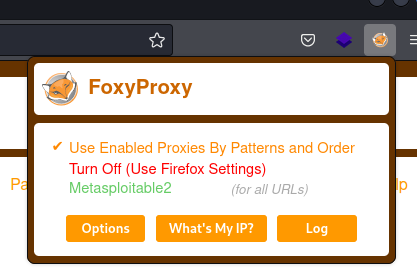 FoxyProxy
✔ Use Enabled Proxies By Patterns and Order
Turn Off (Use Firefox Settings)
Metasploitable2 (for all URLs)
Options What's My IP? Log
Pa
lp